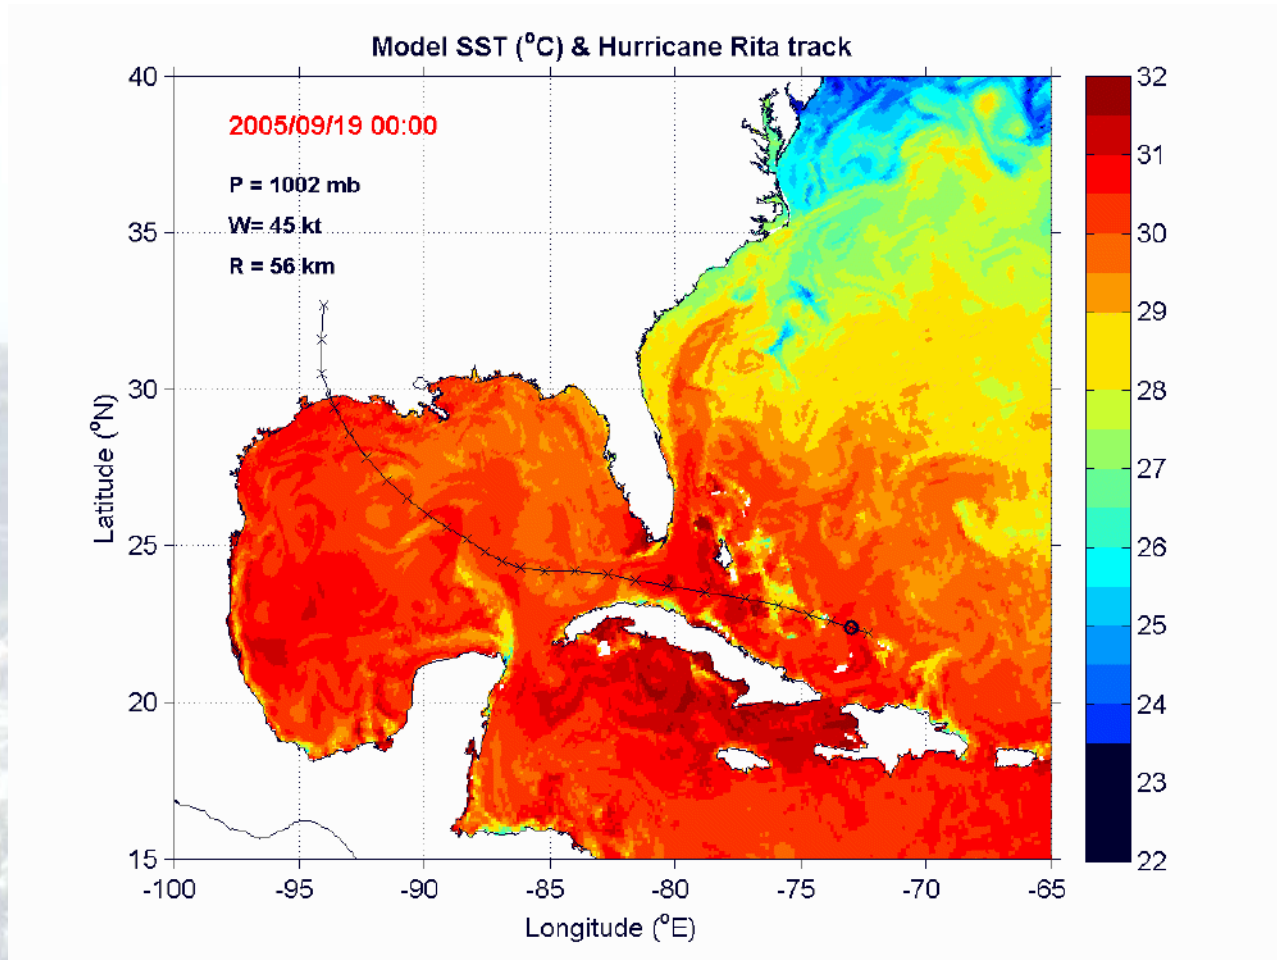 Model SST (°C) & Hurricane Rita track
2005/09/19 00:00
P = 1002 mb
W= 45 kt
R = 56 km
Latitude (°N)
40
35
30
25
20
15
-100 -95 -90 -85 -80 -75 -70 -65
Longitude (°E)
32
31
30
29
28
27
26
25
24
23
22